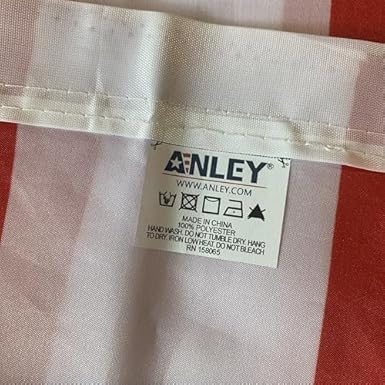 ANLEY®
WWW.ANLEY.COM
MADE IN CHINA
100% POLYESTER
HAND WASH. DO NOT TUMBLE DRY. HANG
TO DRY. IRON LOW HEAT. DO NOT BLEACH
RN 158065